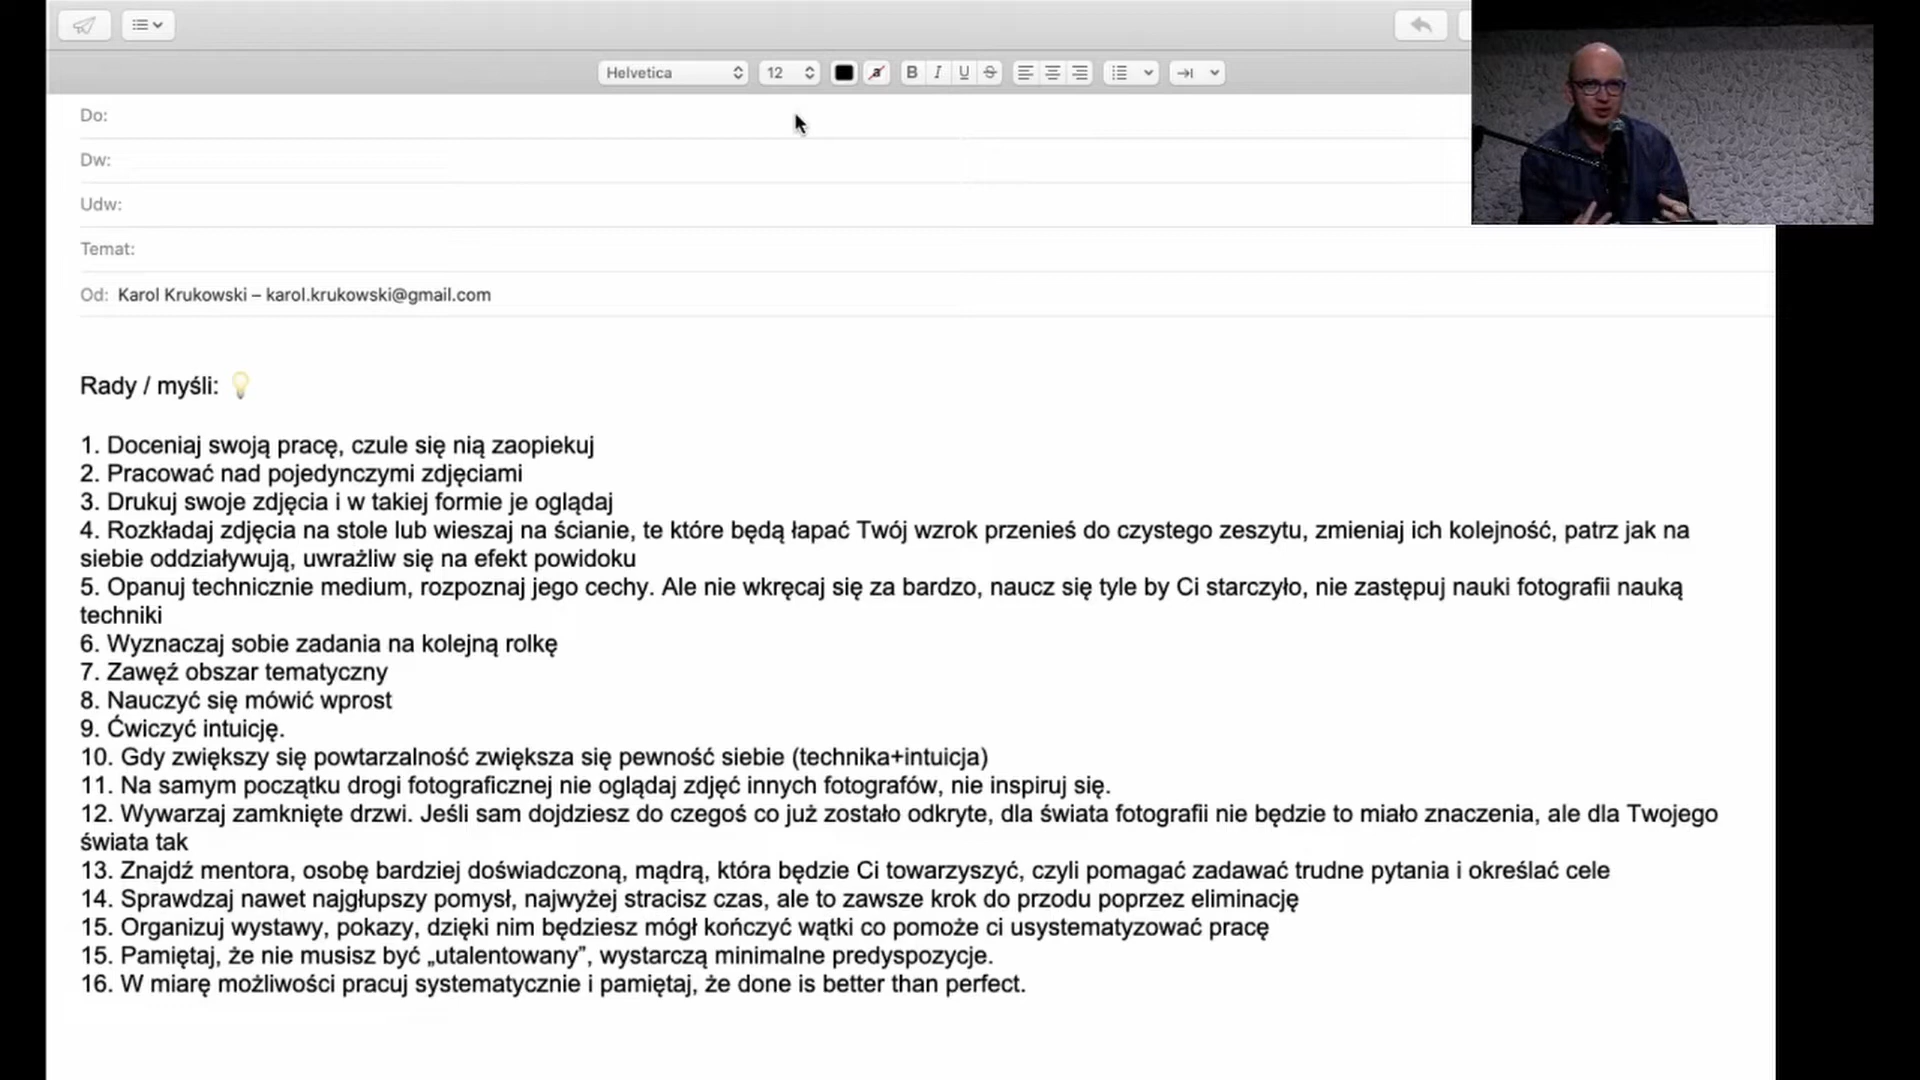 Helvetica 12 B I U S
Do:
Dw:
Udw:
Temat:
Od: Karol Krukowski – karol.krukowski@gmail.com
Rady / myśli: 💡
1. Doceniaj swoją pracę, czule się nią zaopiekuj
2. Pracować nad pojedynczymi zdjęciami
3. Drukuj swoje zdjęcia i w takiej formie je oglądaj
4. Rozkładaj zdjęcia na stole lub wieszaj na ścianie, te które będą łapać Twój wzrok przenieś do czystego zeszytu, zmieniaj ich kolejność, patrz jak na
siebie oddziaływują, uwrażliw się na efekt powidoku
5. Opanuj technicznie medium, rozpoznaj jego cechy. Ale nie wkręcaj się za bardzo, naucz się tyle by Ci starczyło, nie zastępuj nauki fotografii nauką
techniki
6. Wyznaczaj sobie zadania na kolejną rolkę
7. Zawęź obszar tematyczny
8. Nauczyć się mówić wprost
9. Ćwiczyć intuicję.
10. Gdy zwiększy się powtarzalność zwiększa się pewność siebie (technika+intuicja)
11. Na samym początku drogi fotograficznej nie oglądaj zdjęć innych fotografów, nie inspiruj się.
12. Wywarzaj zamknięte drzwi. Jeśli sam dojdziesz do czegoś co już zostało odkryte, dla świata fotografii nie będzie to miało znaczenia, ale dla Twojego
świata tak
13. Znajdź mentora, osobę bardziej doświadczoną, mądrą, która będzie Ci towarzyszyć, czyli pomagać zadawać trudne pytania i określać cele
14. Sprawdzaj nawet najgłupszy pomysł, najwyżej stracisz czas, ale to zawsze krok do przodu poprzez eliminację
15. Organizuj wystawy, pokazy, dzięki nim będziesz mógł kończyć wątki co pomoże ci usystematyzować pracę
15. Pamiętaj, że nie musisz być „utalentowany”, wystarczą minimalne predyspozycje.
16. W miarę możliwości pracuj systematycznie i pamiętaj, że done is better than perfect.